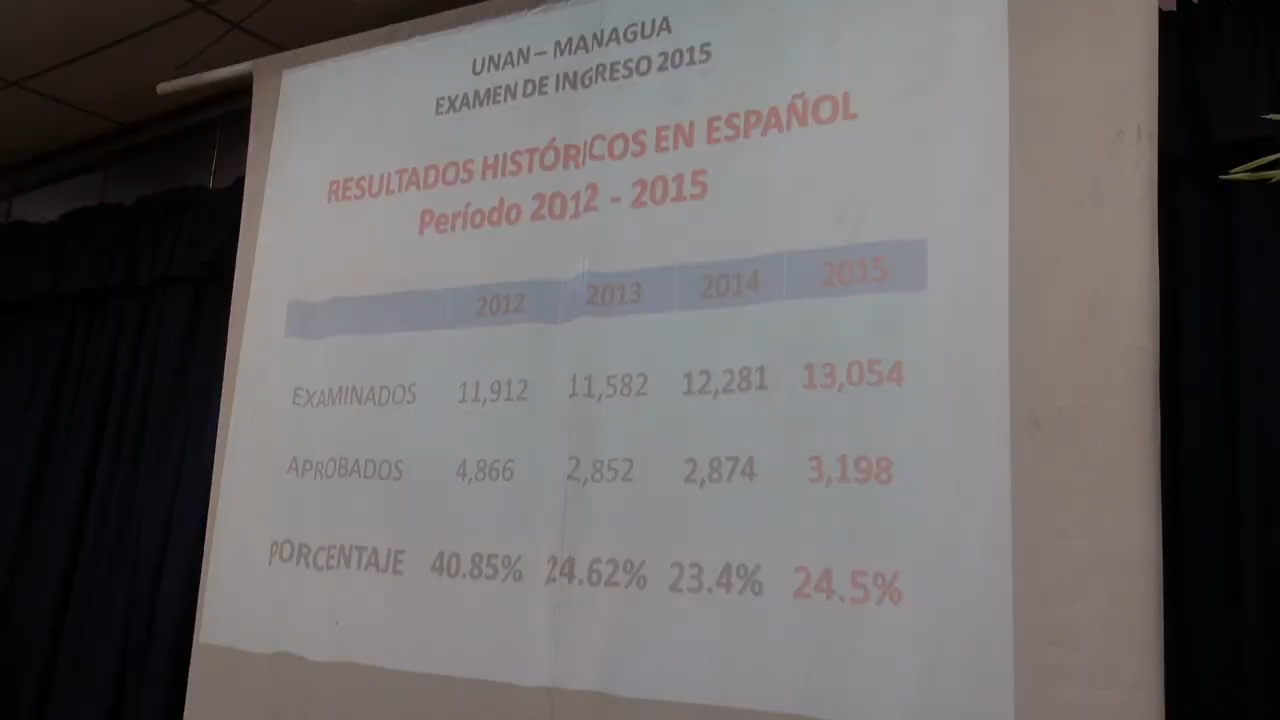 UNAN – MANAGUA
EXAMEN DE INGRESO 2015
RESULTADOS HISTÓRICOS EN ESPAÑOL
Período 2012 - 2015
2012 2013 2014 2015
EXAMINADOS 11,912 11,582 12,281 13,054
APROBADOS 4,866 2,852 2,874 3,198
PORCENTAJE 40.85% 24.62% 23.4% 24.5%